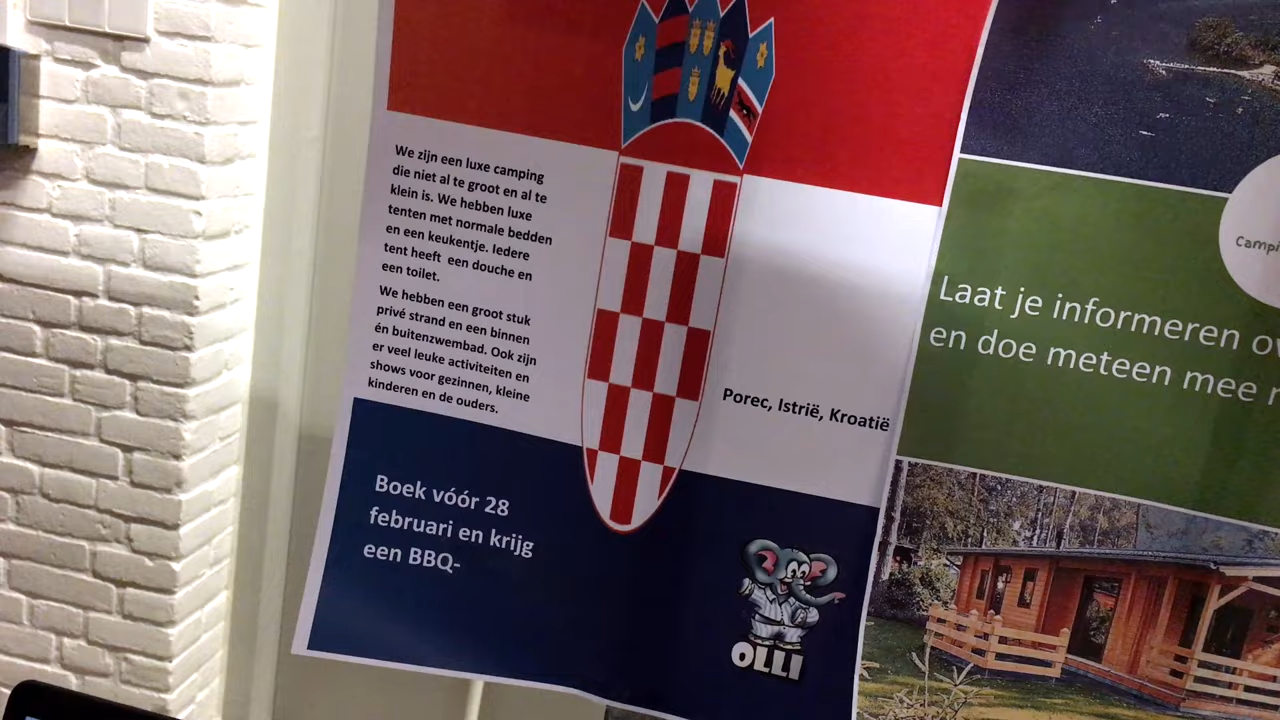 We zijn een luxe camping
die niet al te groot en al te
klein is. We hebben luxe
tenten met normale bedden
en een keukentje. Iedere
tent heeft een douche en
een toilet.
We hebben een groot stuk
privé strand en een binnen
én buitenzwembad. Ook zijn
er veel leuke activiteiten en
shows voor gezinnen, kleine
kinderen en de ouders.
Porec, Istrië, Kroatië
Boek vóór 28
februari en krijg
een BBQ-
OLLI
Laat je informeren
en doe meteen mee